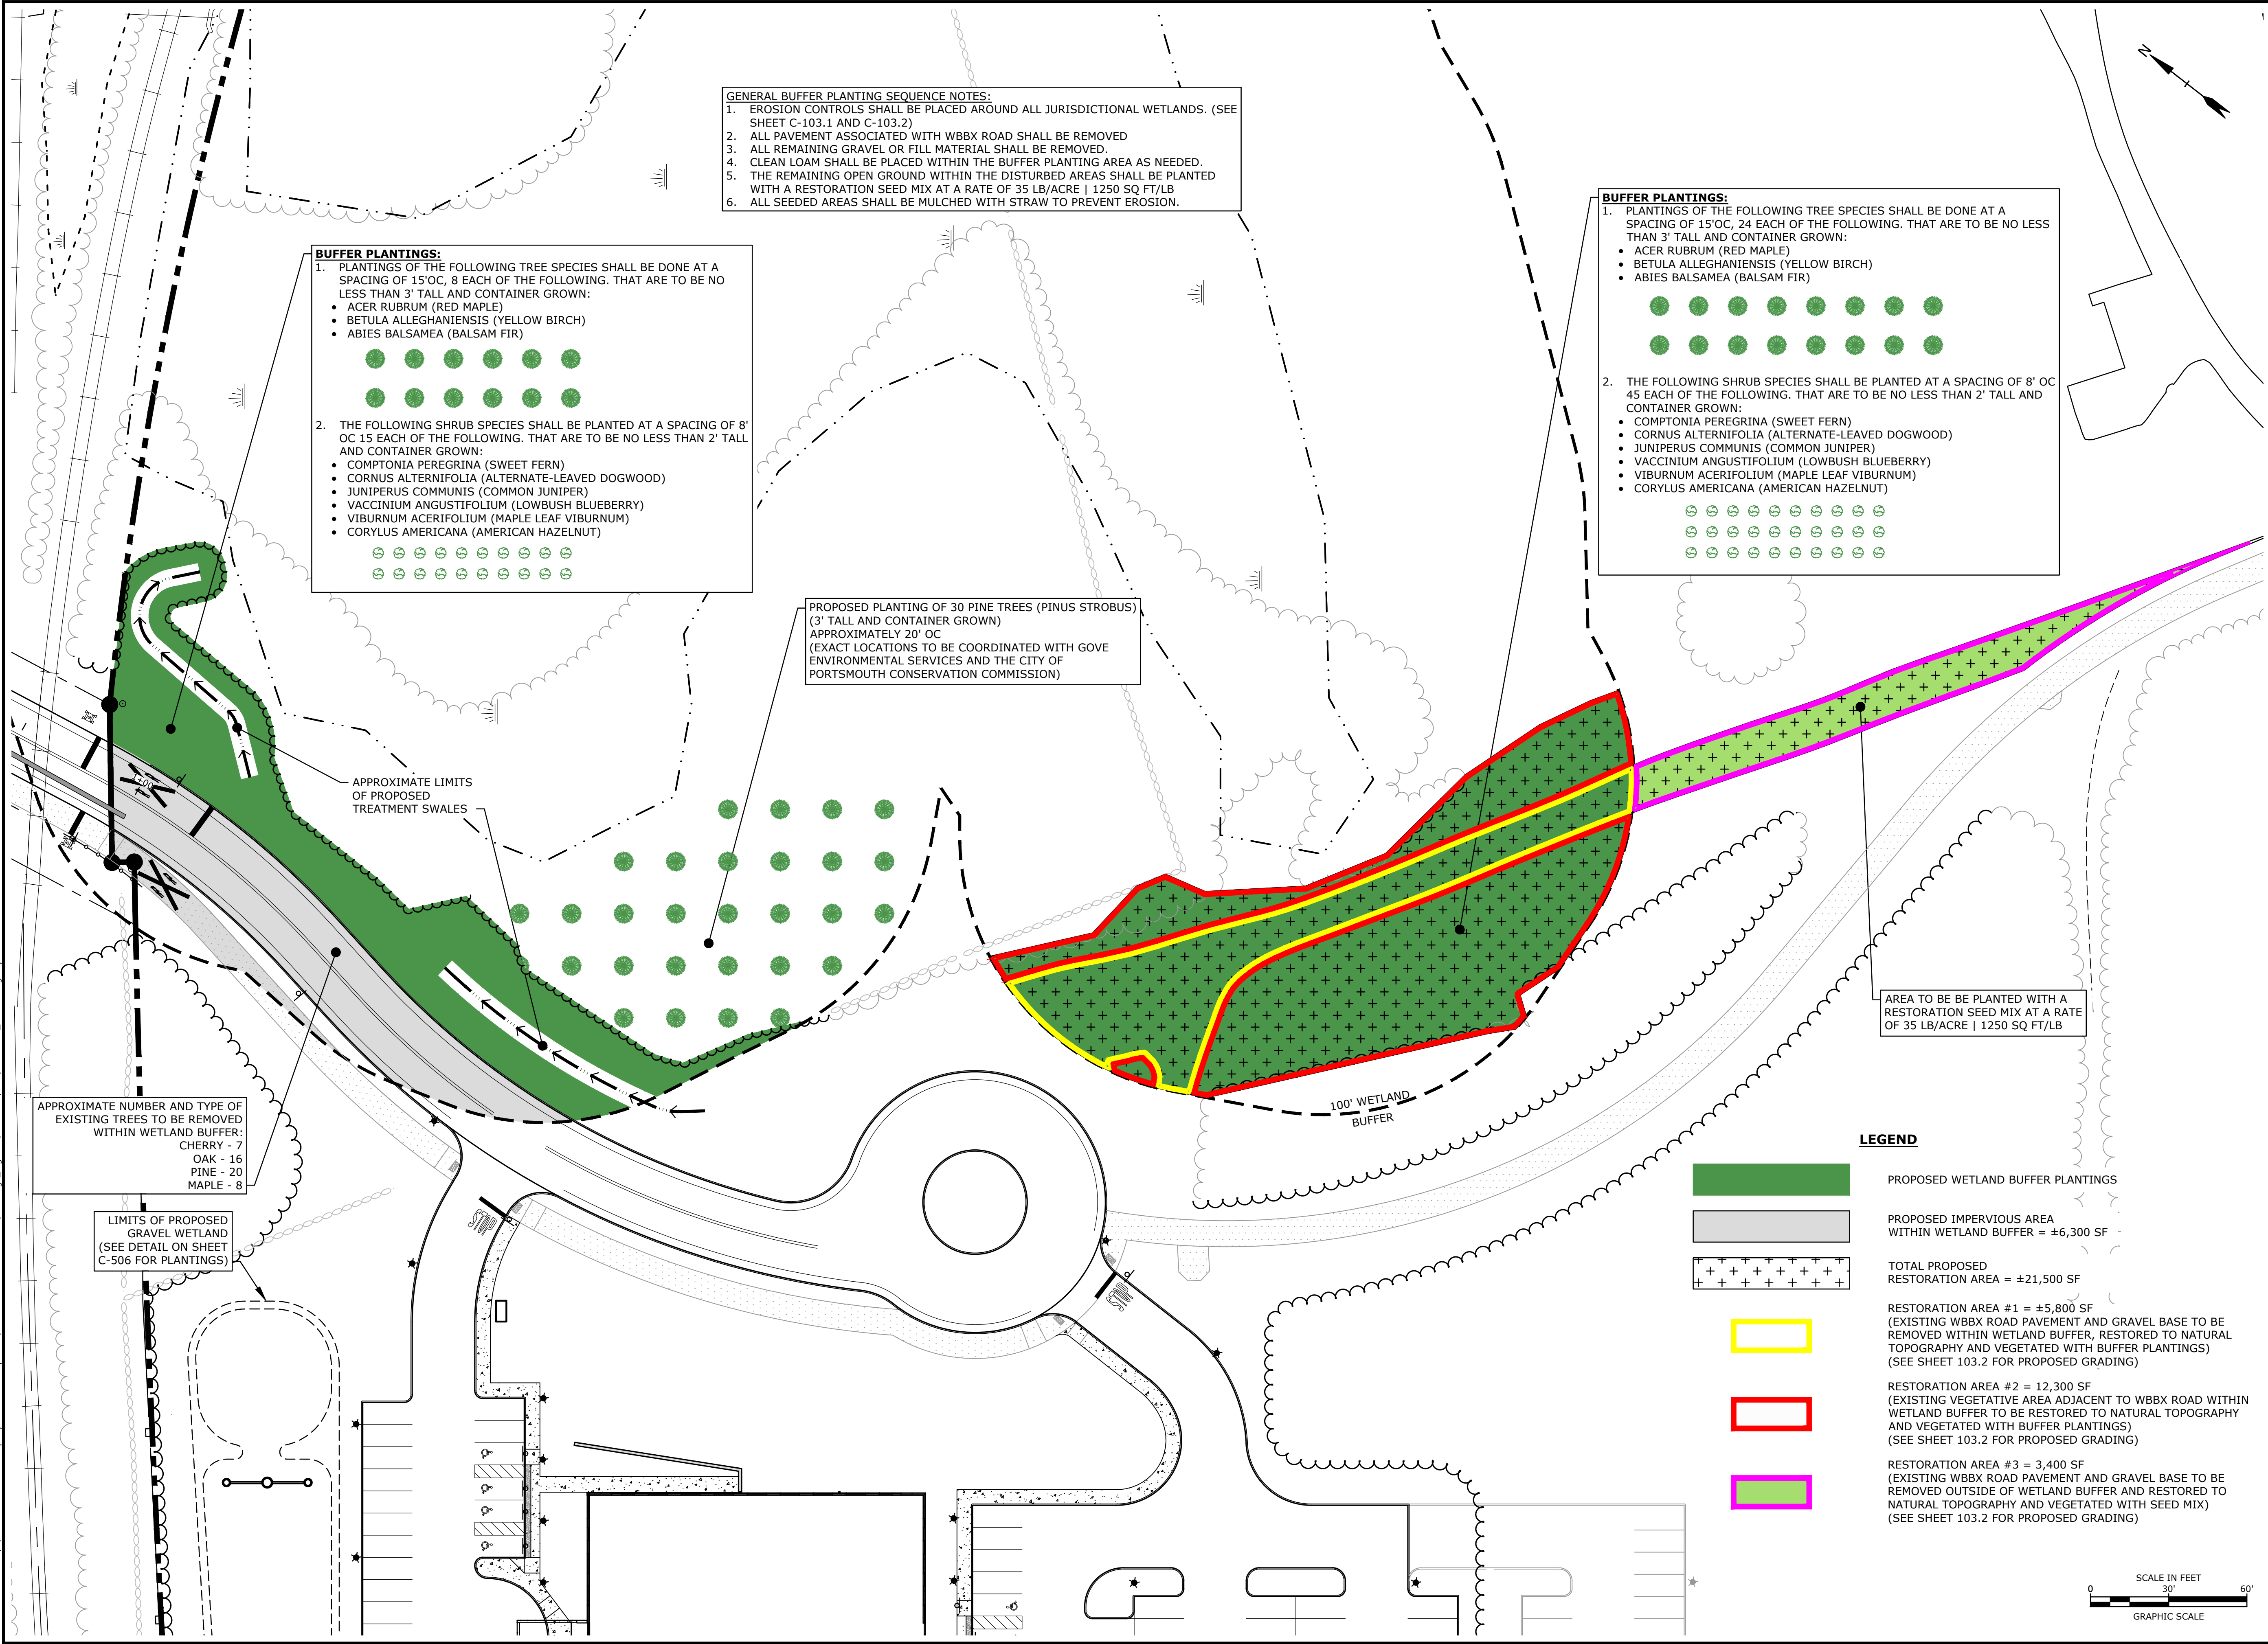 N
GENERAL BUFFER PLANTING SEQUENCE NOTES:
1. EROSION CONTROLS SHALL BE PLACED AROUND ALL JURISDICTIONAL WETLANDS. (SEE
SHEET C-103.1 AND C-103.2)
2. ALL PAVEMENT ASSOCIATED WITH WBBX ROAD SHALL BE REMOVED
3. ALL REMAINING GRAVEL OR FILL MATERIAL SHALL BE REMOVED.
4. CLEAN LOAM SHALL BE PLACED WITHIN THE BUFFER PLANTING AREA AS NEEDED.
5. THE REMAINING OPEN GROUND WITHIN THE DISTURBED AREAS SHALL BE PLANTED
WITH A RESTORATION SEED MIX AT A RATE OF 35 LB/ACRE | 1250 SQ FT/LB
6. ALL SEEDED AREAS SHALL BE MULCHED WITH STRAW TO PREVENT EROSION.
BUFFER PLANTINGS:
1. PLANTINGS OF THE FOLLOWING TREE SPECIES SHALL BE DONE AT A
SPACING OF 15'OC, 8 EACH OF THE FOLLOWING. THAT ARE TO BE NO
LESS THAN 3' TALL AND CONTAINER GROWN:
• ACER RUBRUM (RED MAPLE)
• BETULA ALLEGHANIENSIS (YELLOW BIRCH)
• ABIES BALSAMEA (BALSAM FIR)
2. THE FOLLOWING SHRUB SPECIES SHALL BE PLANTED AT A SPACING OF 8'
OC 15 EACH OF THE FOLLOWING. THAT ARE TO BE NO LESS THAN 2' TALL
AND CONTAINER GROWN:
• COMPTONIA PEREGRINA (SWEET FERN)
• CORNUS ALTERNIFOLIA (ALTERNATE-LEAVED DOGWOOD)
• JUNIPERUS COMMUNIS (COMMON JUNIPER)
• VACCINIUM ANGUSTIFOLIUM (LOWBUSH BLUEBERRY)
• VIBURNUM ACERIFOLIUM (MAPLE LEAF VIBURNUM)
• CORYLUS AMERICANA (AMERICAN HAZELNUT)
BUFFER PLANTINGS:
1. PLANTINGS OF THE FOLLOWING TREE SPECIES SHALL BE DONE AT A
SPACING OF 15'OC, 24 EACH OF THE FOLLOWING. THAT ARE TO BE NO LESS
THAN 3' TALL AND CONTAINER GROWN:
• ACER RUBRUM (RED MAPLE)
• BETULA ALLEGHANIENSIS (YELLOW BIRCH)
• ABIES BALSAMEA (BALSAM FIR)
2. THE FOLLOWING SHRUB SPECIES SHALL BE PLANTED AT A SPACING OF 8' OC
45 EACH OF THE FOLLOWING. THAT ARE TO BE NO LESS THAN 2' TALL AND
CONTAINER GROWN:
• COMPTONIA PEREGRINA (SWEET FERN)
• CORNUS ALTERNIFOLIA (ALTERNATE-LEAVED DOGWOOD)
• JUNIPERUS COMMUNIS (COMMON JUNIPER)
• VACCINIUM ANGUSTIFOLIUM (LOWBUSH BLUEBERRY)
• VIBURNUM ACERIFOLIUM (MAPLE LEAF VIBURNUM)
• CORYLUS AMERICANA (AMERICAN HAZELNUT)
PROPOSED PLANTING OF 30 PINE TREES (PINUS STROBUS)
(3' TALL AND CONTAINER GROWN)
APPROXIMATELY 20' OC
(EXACT LOCATIONS TO BE COORDINATED WITH GOVE
ENVIRONMENTAL SERVICES AND THE CITY OF
PORTSMOUTH CONSERVATION COMMISSION)
APPROXIMATE LIMITS
OF PROPOSED
TREATMENT SWALES
AREA TO BE BE PLANTED WITH A
RESTORATION SEED MIX AT A RATE
OF 35 LB/ACRE | 1250 SQ FT/LB
100' WETLAND
BUFFER
APPROXIMATE NUMBER AND TYPE OF
EXISTING TREES TO BE REMOVED
WITHIN WETLAND BUFFER:
CHERRY - 7
OAK - 16
PINE - 20
MAPLE - 8
LIMITS OF PROPOSED
GRAVEL WETLAND
(SEE DETAIL ON SHEET
C-506 FOR PLANTINGS)
STOP
STOP
LEGEND
PROPOSED WETLAND BUFFER PLANTINGS
PROPOSED IMPERVIOUS AREA
WITHIN WETLAND BUFFER = ±6,300 SF
TOTAL PROPOSED
RESTORATION AREA = ±21,500 SF
RESTORATION AREA #1 = ±5,800 SF
(EXISTING WBBX ROAD PAVEMENT AND GRAVEL BASE TO BE
REMOVED WITHIN WETLAND BUFFER, RESTORED TO NATURAL
TOPOGRAPHY AND VEGETATED WITH BUFFER PLANTINGS)
(SEE SHEET 103.2 FOR PROPOSED GRADING)
RESTORATION AREA #2 = 12,300 SF
(EXISTING VEGETATIVE AREA ADJACENT TO WBBX ROAD WITHIN
WETLAND BUFFER TO BE RESTORED TO NATURAL TOPOGRAPHY
AND VEGETATED WITH BUFFER PLANTINGS)
(SEE SHEET 103.2 FOR PROPOSED GRADING)
RESTORATION AREA #3 = 3,400 SF
(EXISTING WBBX ROAD PAVEMENT AND GRAVEL BASE TO BE
REMOVED OUTSIDE OF WETLAND BUFFER AND RESTORED TO
NATURAL TOPOGRAPHY AND VEGETATED WITH SEED MIX)
(SEE SHEET 103.2 FOR PROPOSED GRADING)
SCALE IN FEET
0 30' 60'
GRAPHIC SCALE